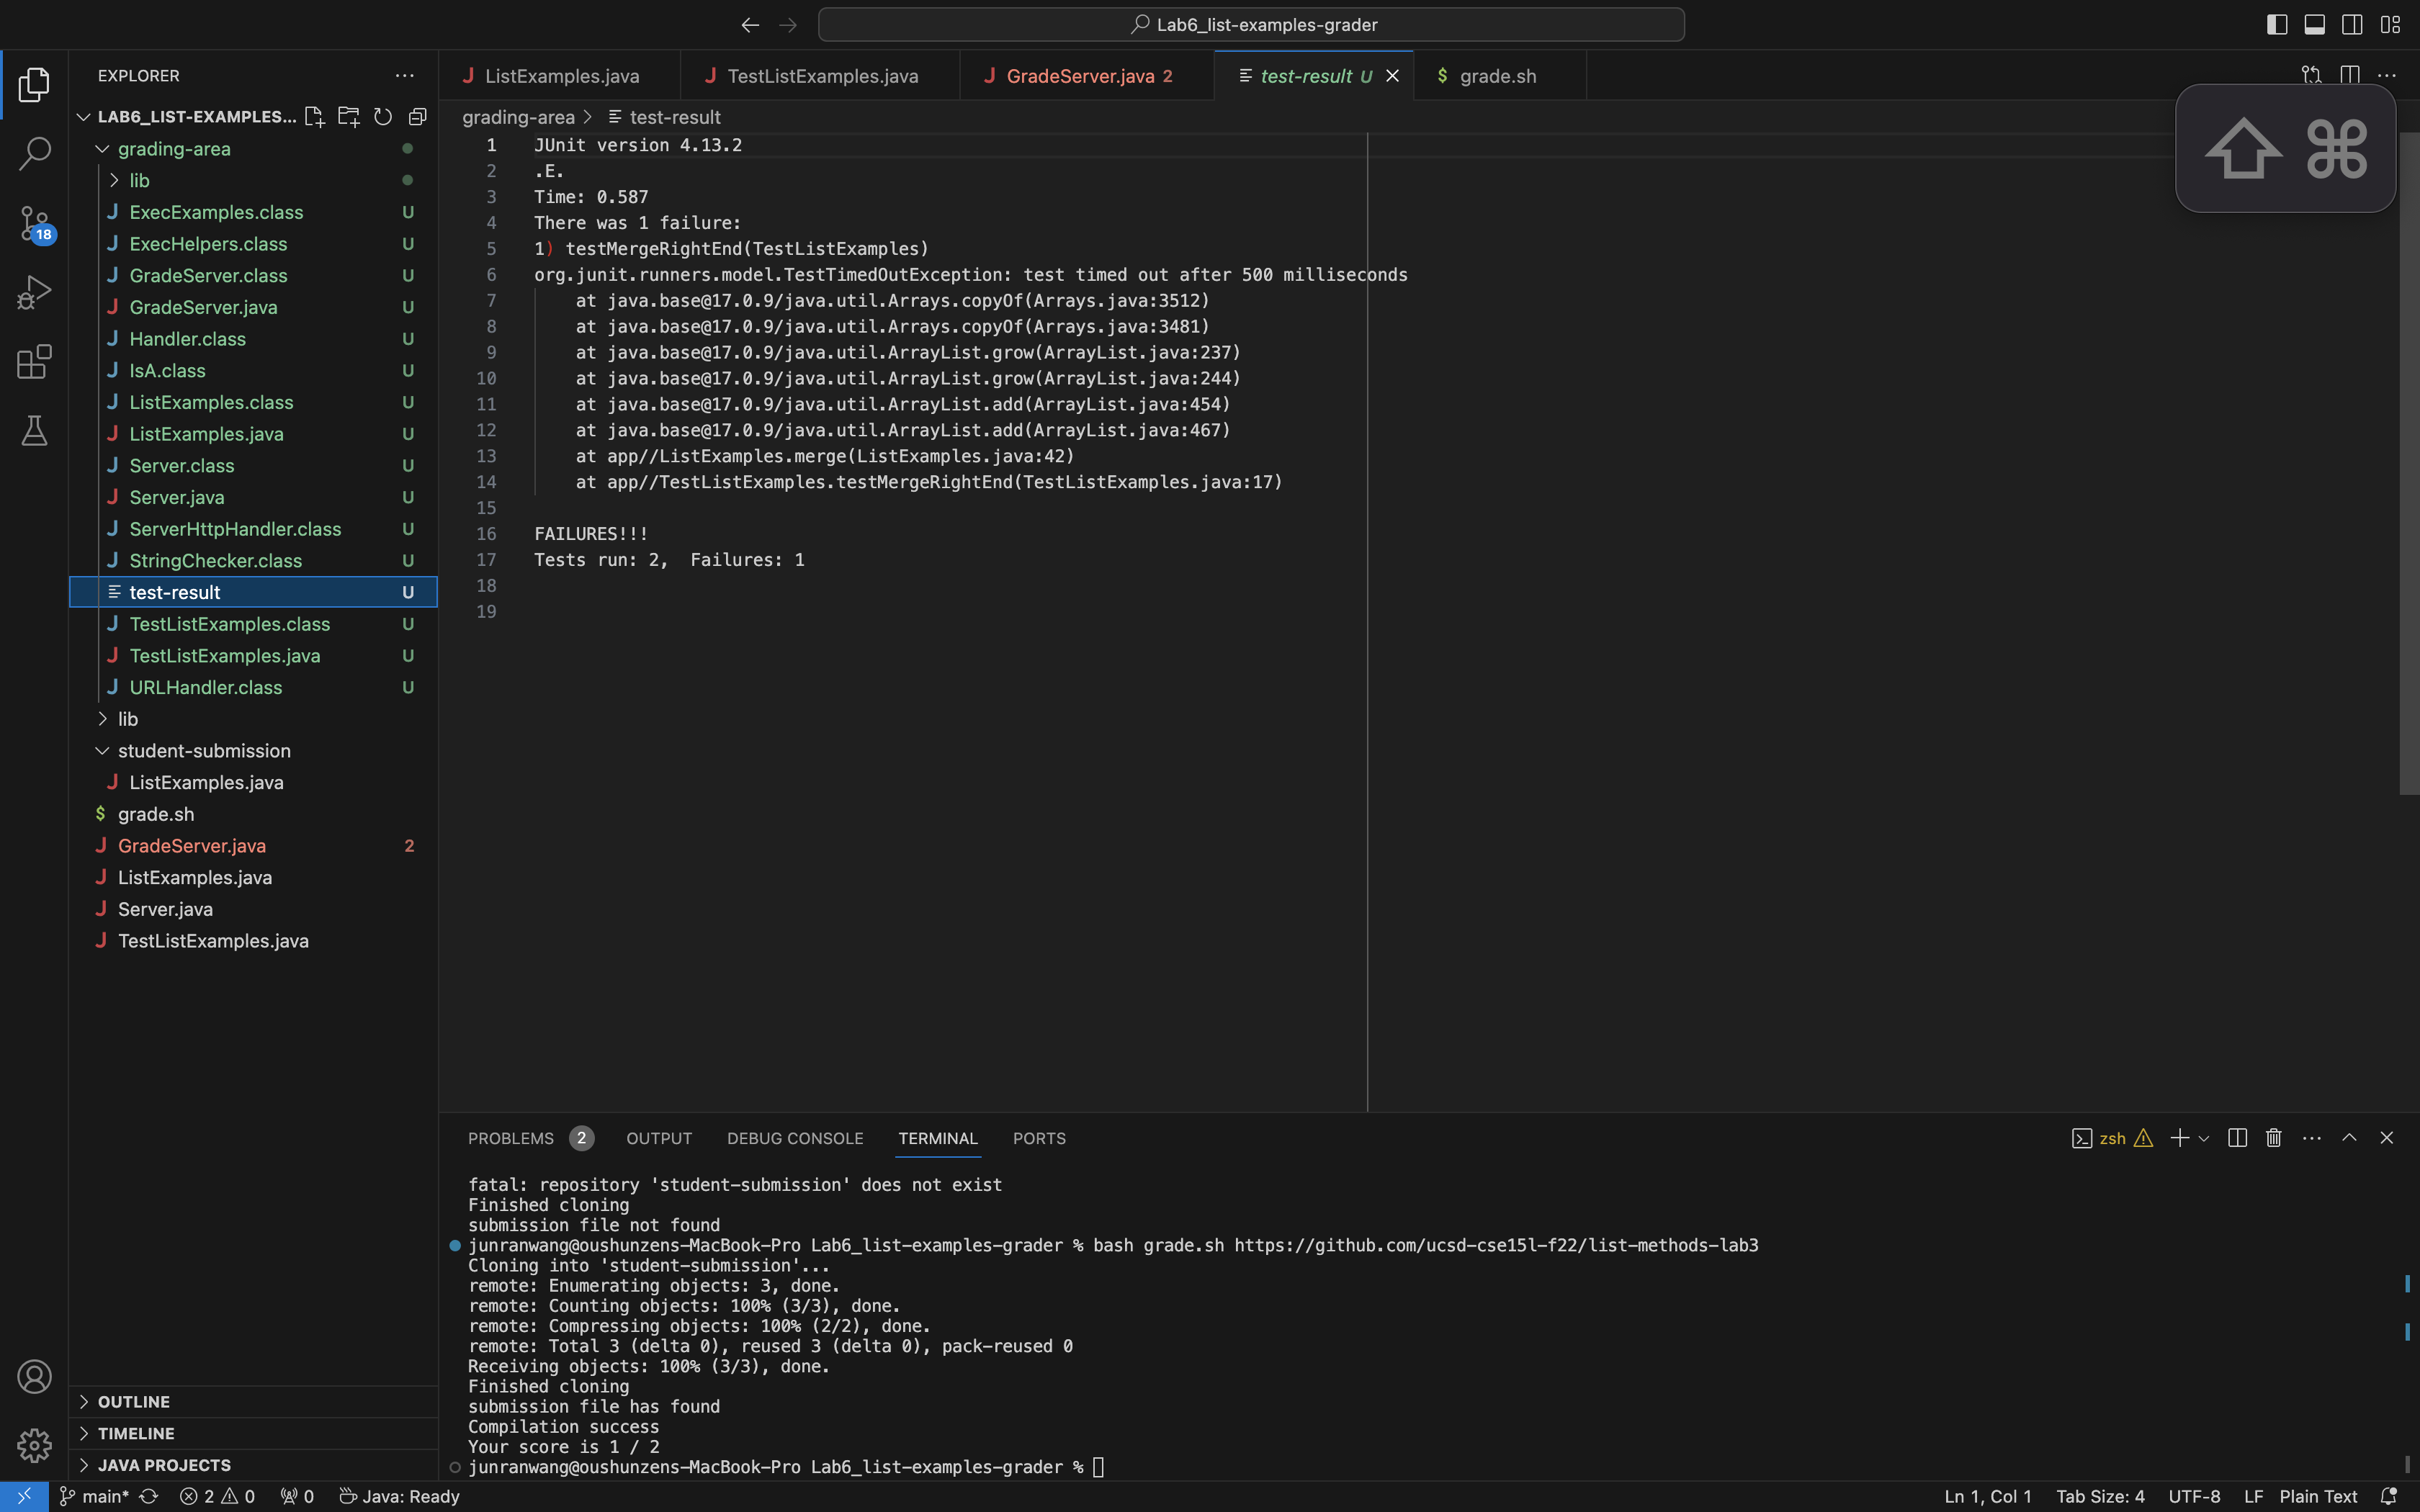 Lab6_list-examples-grader
EXPLORER
LAB6_LIST-EXAMPLES...
grading-area
lib
ExecExamples.class U
ExecHelpers.class U
GradeServer.class U
GradeServer.java U
Handler.class U
IsA.class U
ListExamples.class U
ListExamples.java U
Server.class U
Server.java U
ServerHttpHandler.class U
StringChecker.class U
test-result U
TestListExamples.class U
TestListExamples.java U
URLHandler.class U
lib
student-submission
ListExamples.java
grade.sh
GradeServer.java 2
ListExamples.java
Server.java
TestListExamples.java
OUTLINE
TIMELINE
JAVA PROJECTS
18
ListExamples.java TestListExamples.java GradeServer.java 2 test-result U grade.sh
grading-area > test-result
1 JUnit version 4.13.2
2 .E.
3 Time: 0.587
4 There was 1 failure:
5 1) testMergeRightEnd(TestListExamples)
6 org.junit.runners.model.TestTimedOutException: test timed out after 500 milliseconds
7 at java.base@17.0.9/java.util.Arrays.copyOf(Arrays.java:3512)
8 at java.base@17.0.9/java.util.Arrays.copyOf(Arrays.java:3481)
9 at java.base@17.0.9/java.util.ArrayList.grow(ArrayList.java:237)
10 at java.base@17.0.9/java.util.ArrayList.grow(ArrayList.java:244)
11 at java.base@17.0.9/java.util.ArrayList.add(ArrayList.java:454)
12 at java.base@17.0.9/java.util.ArrayList.add(ArrayList.java:467)
13 at app//ListExamples.merge(ListExamples.java:42)
14 at app//TestListExamples.testMergeRightEnd(TestListExamples.java:17)
15
16 FAILURES!!!
17 Tests run: 2,  Failures: 1
18
19
PROBLEMS 2 OUTPUT DEBUG CONSOLE TERMINAL PORTS
zsh
fatal: repository 'student-submission' does not exist
Finished cloning
submission file not found
junranwang@oushunzens-MacBook-Pro Lab6_list-examples-grader % bash grade.sh https://github.com/ucsd-cse15l-f22/list-methods-lab3
Cloning into 'student-submission'...
remote: Enumerating objects: 3, done.
remote: Counting objects: 100% (3/3), done.
remote: Compressing objects: 100% (2/2), done.
remote: Total 3 (delta 0), reused 3 (delta 0), pack-reused 0
Receiving objects: 100% (3/3), done.
Finished cloning
submission file has found
Compilation success
Your score is 1 / 2
junranwang@oushunzens-MacBook-Pro Lab6_list-examples-grader %
main* 2 0 0 Java: Ready Ln 1, Col 1 Tab Size: 4 UTF-8 LF Plain Text